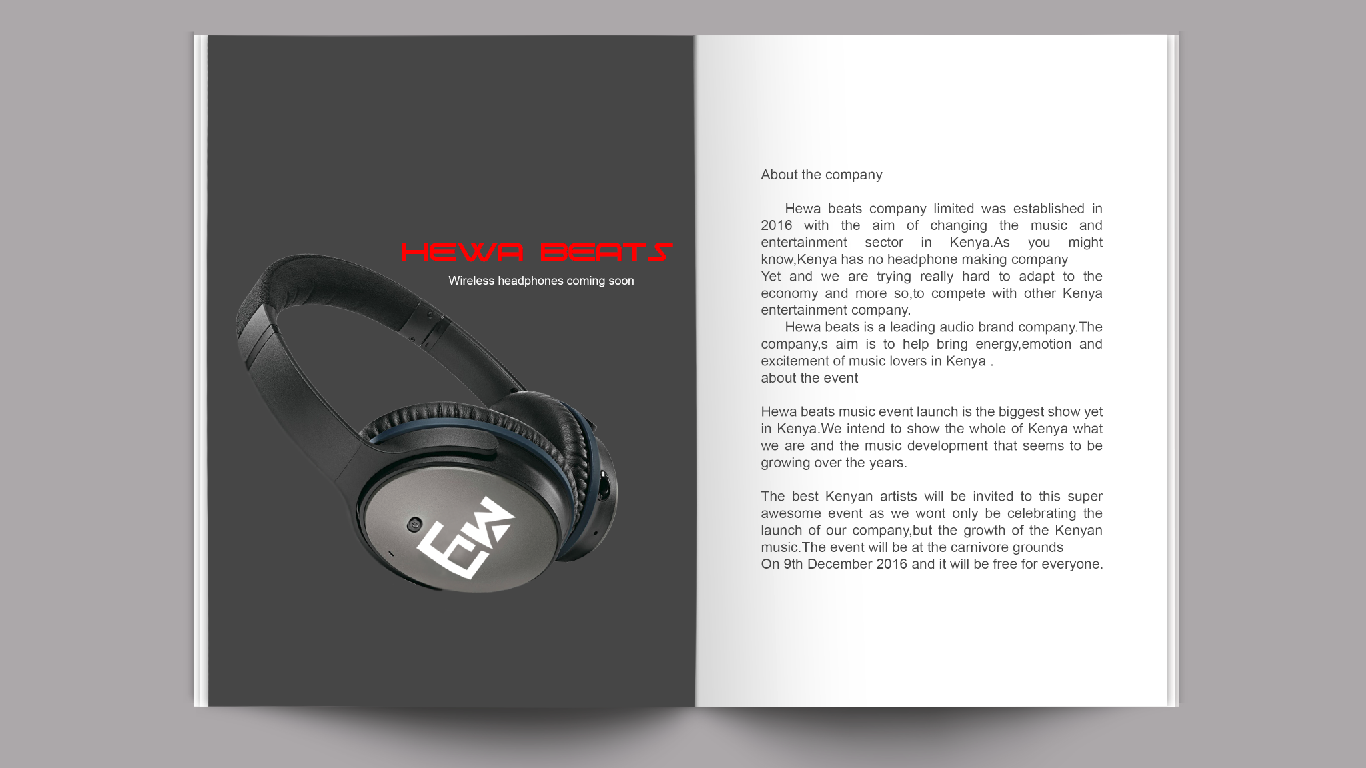 HEWA BEATS
Wireless headphones coming soon
About the company
Hewa beats company limited was established in
2016 with the aim of changing the music and
entertainment sector in Kenya.As you might
know,Kenya has no headphone making company
Yet and we are trying really hard to adapt to the
economy and more so,to compete with other Kenya
entertainment company.
Hewa beats is a leading audio brand company.The
company,s aim is to help bring energy,emotion and
excitement of music lovers in Kenya .
about the event
Hewa beats music event launch is the biggest show yet
in Kenya.We intend to show the whole of Kenya what
we are and the music development that seems to be
growing over the years.
The best Kenyan artists will be invited to this super
awesome event as we wont only be celebrating the
launch of our company,but the growth of the Kenyan
music.The event will be at the carnivore grounds
On 9th December 2016 and it will be free for everyone.